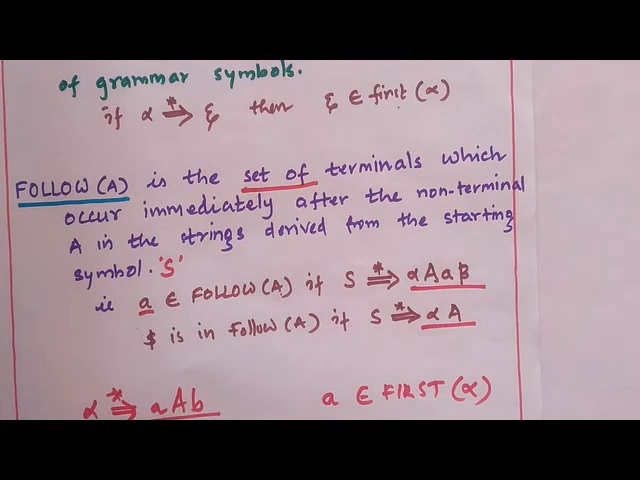 of grammar symbols.
if α ⇒* ξ then ξ ∈ first(α)
FOLLOW(A) is the set of terminals which
occur immediately after the non-terminal
A in the strings derived from the starting
symbol. 'S'
ie a ∈ FOLLOW(A) if S ⇒* αAaβ
$ is in Follow(A) if S ⇒* αA
α ⇒* aAb a ∈ FIRST(α)